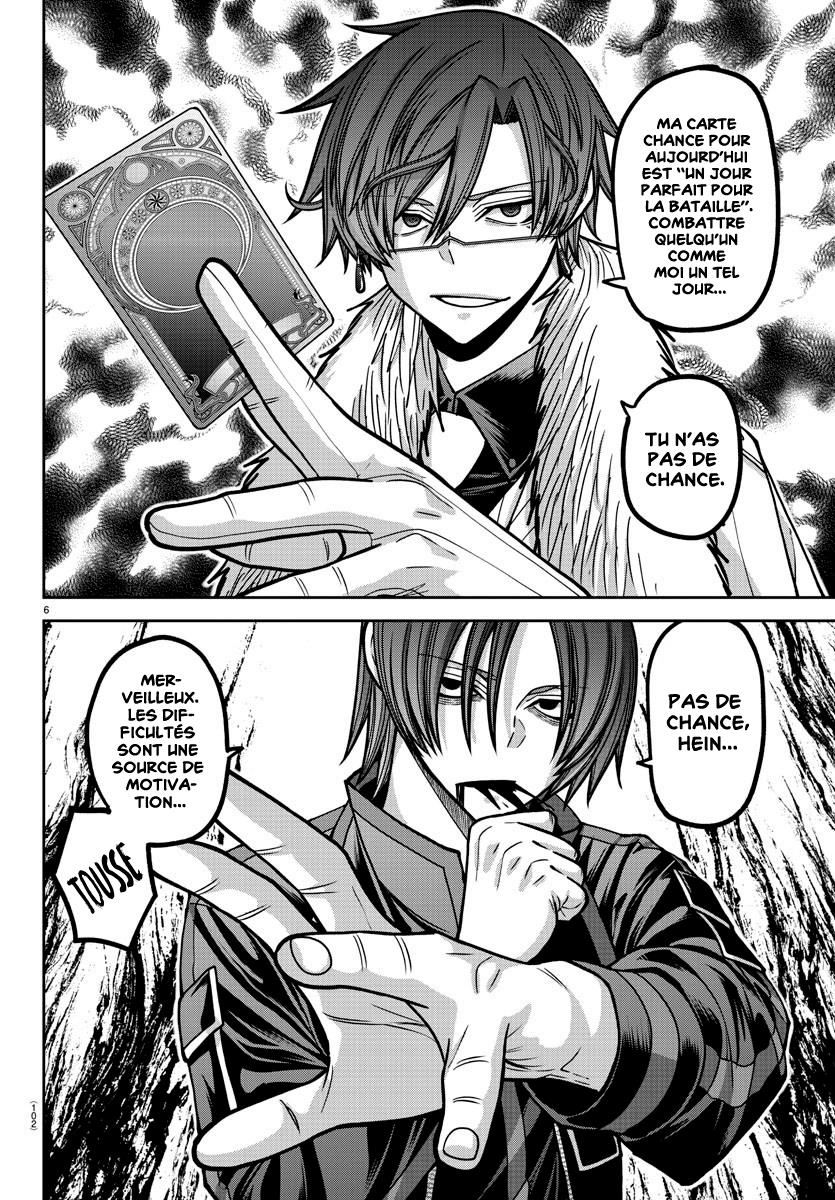 MA CARTE
CHANCE POUR
AUJOURD'HUI
EST "UN JOUR
PARFAIT POUR
LA BATAILLE".
COMBATTRE
QUELQU'UN
COMME
MOI UN TEL
JOUR...
TU N'AS
PAS DE
CHANCE.
6
PAS DE
CHANCE,
HEIN...
MER-
VEILLEUX.
LES DIF-
FICULTÉS
SONT UNE
SOURCE DE
MOTIVA-
TION...
TOUSSE
(102)